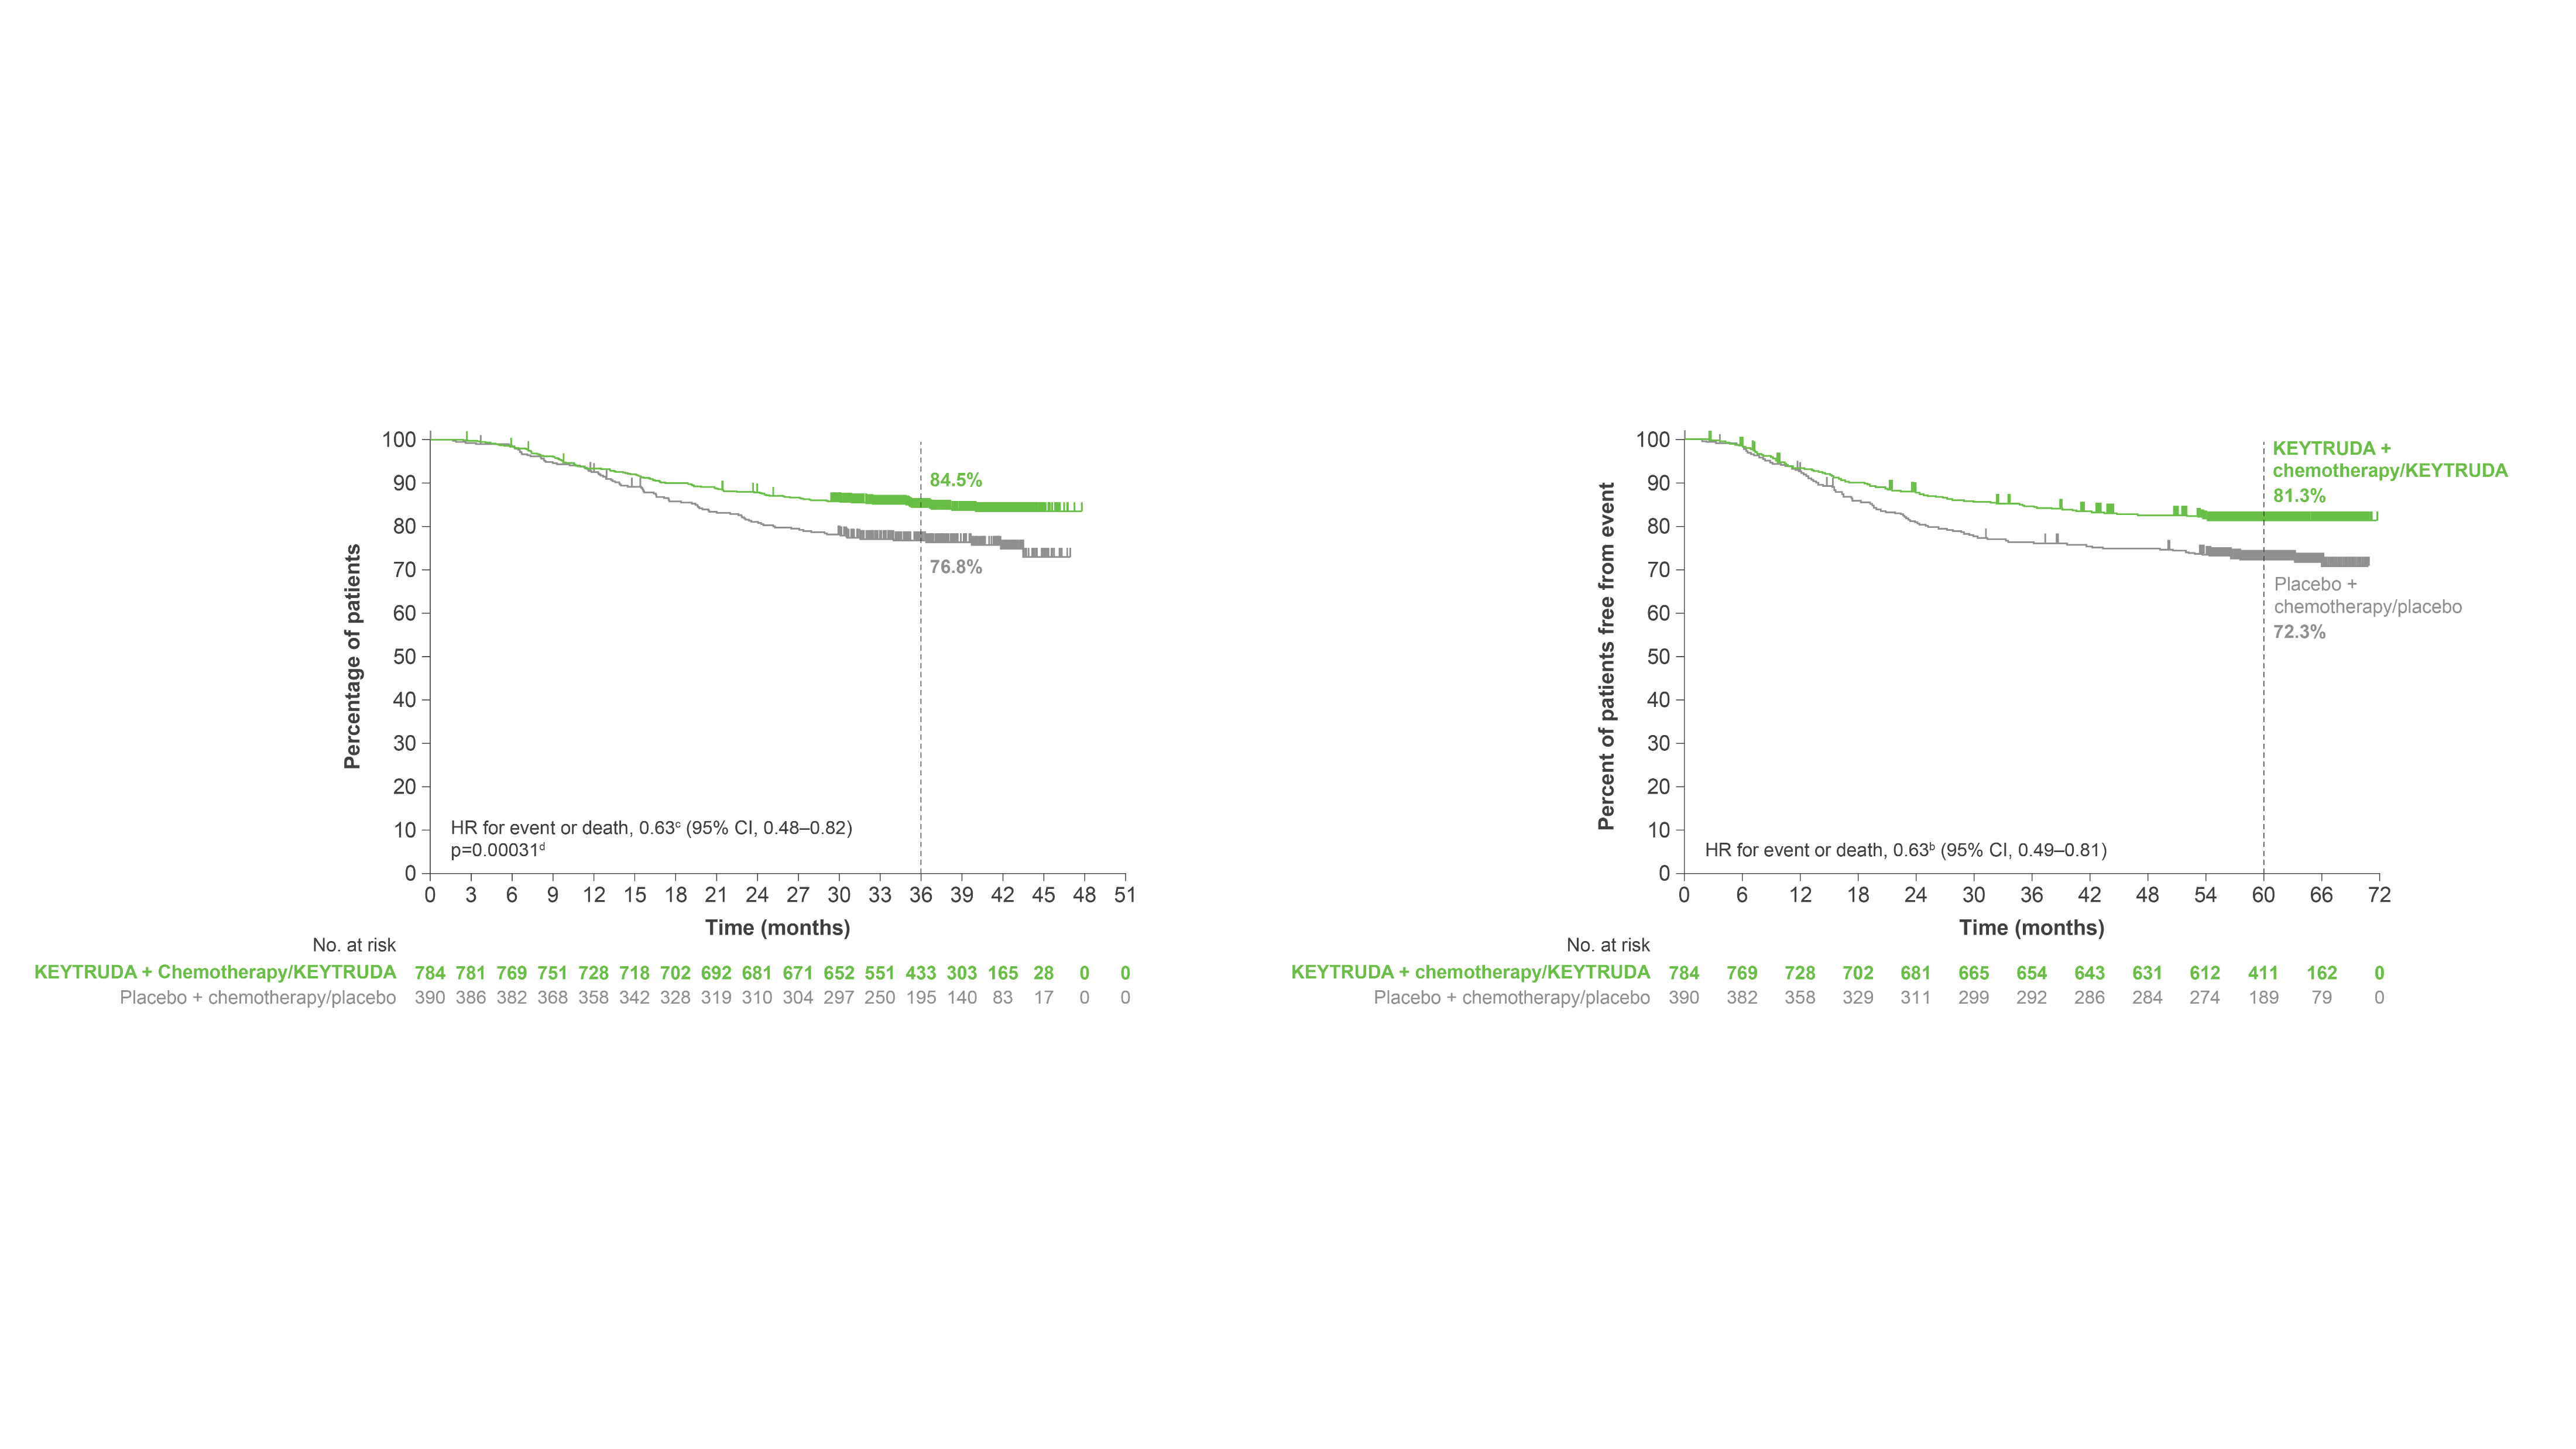 Percentage of patients
100
90
80
70
60
50
40
30
20
10
0
84.5%
76.8%
HR for event or death, 0.63ᶜ (95% CI, 0.48–0.82)
p=0.00031ᵈ
0 3 6 9 12 15 18 21 24 27 30 33 36 39 42 45 48 51
Time (months)
No. at risk
KEYTRUDA + Chemotherapy/KEYTRUDA 784 781 769 751 728 718 702 692 681 671 652 551 433 303 165 28 0 0
Placebo + chemotherapy/placebo 390 386 382 368 358 342 328 319 310 304 297 250 195 140 83 17 0 0
Percent of patients free from event
100
90
80
70
60
50
40
30
20
10
0
KEYTRUDA +
chemotherapy/KEYTRUDA
81.3%
Placebo +
chemotherapy/placebo
72.3%
HR for event or death, 0.63ᵇ (95% CI, 0.49–0.81)
0 6 12 18 24 30 36 42 48 54 60 66 72
Time (months)
No. at risk
KEYTRUDA + chemotherapy/KEYTRUDA 784 769 728 702 681 665 654 643 631 612 411 162 0
Placebo + chemotherapy/placebo 390 382 358 329 311 299 292 286 284 274 189 79 0